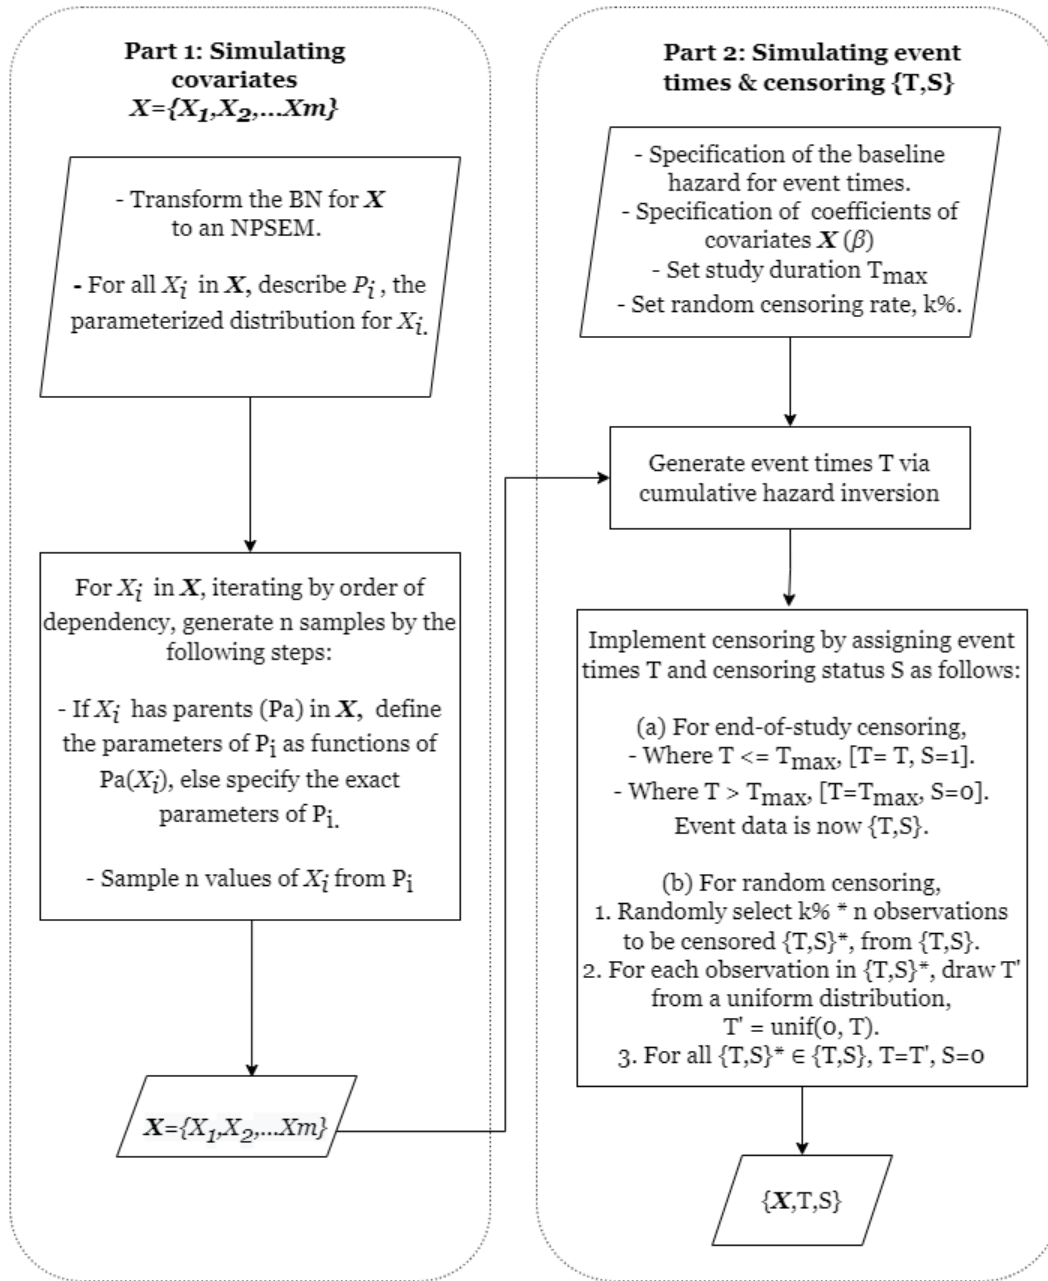 Part 1: Simulating
covariates
X={X₁,X₂,...Xm}
- Transform the BN for X
to an NPSEM.
- For all Xᵢ in X, describe Pᵢ, the
parameterized distribution for Xᵢ.
For Xᵢ in X, iterating by order of
dependency, generate n samples by the
following steps:
- If Xᵢ has parents (Pa) in X, define
the parameters of Pᵢ as functions of
Pa(Xᵢ), else specify the exact
parameters of Pᵢ.
- Sample n values of Xᵢ from Pᵢ
X={X₁,X₂,...Xm}
Part 2: Simulating event
times & censoring {T,S}
- Specification of the baseline
hazard for event times.
- Specification of coefficients of
covariates X (β)
- Set study duration Tmax
- Set random censoring rate, k%.
Generate event times T via
cumulative hazard inversion
Implement censoring by assigning event
times T and censoring status S as follows:
(a) For end-of-study censoring,
- Where T <= Tmax, [T= T, S=1].
- Where T > Tmax, [T=Tmax, S=0].
Event data is now {T,S}.
(b) For random censoring,
1. Randomly select k% * n observations
to be censored {T,S}*, from {T,S}.
2. For each observation in {T,S}*, draw T'
from a uniform distribution,
T' = unif(0, T).
3. For all {T,S}* ∈ {T,S}, T=T', S=0
{X,T,S}